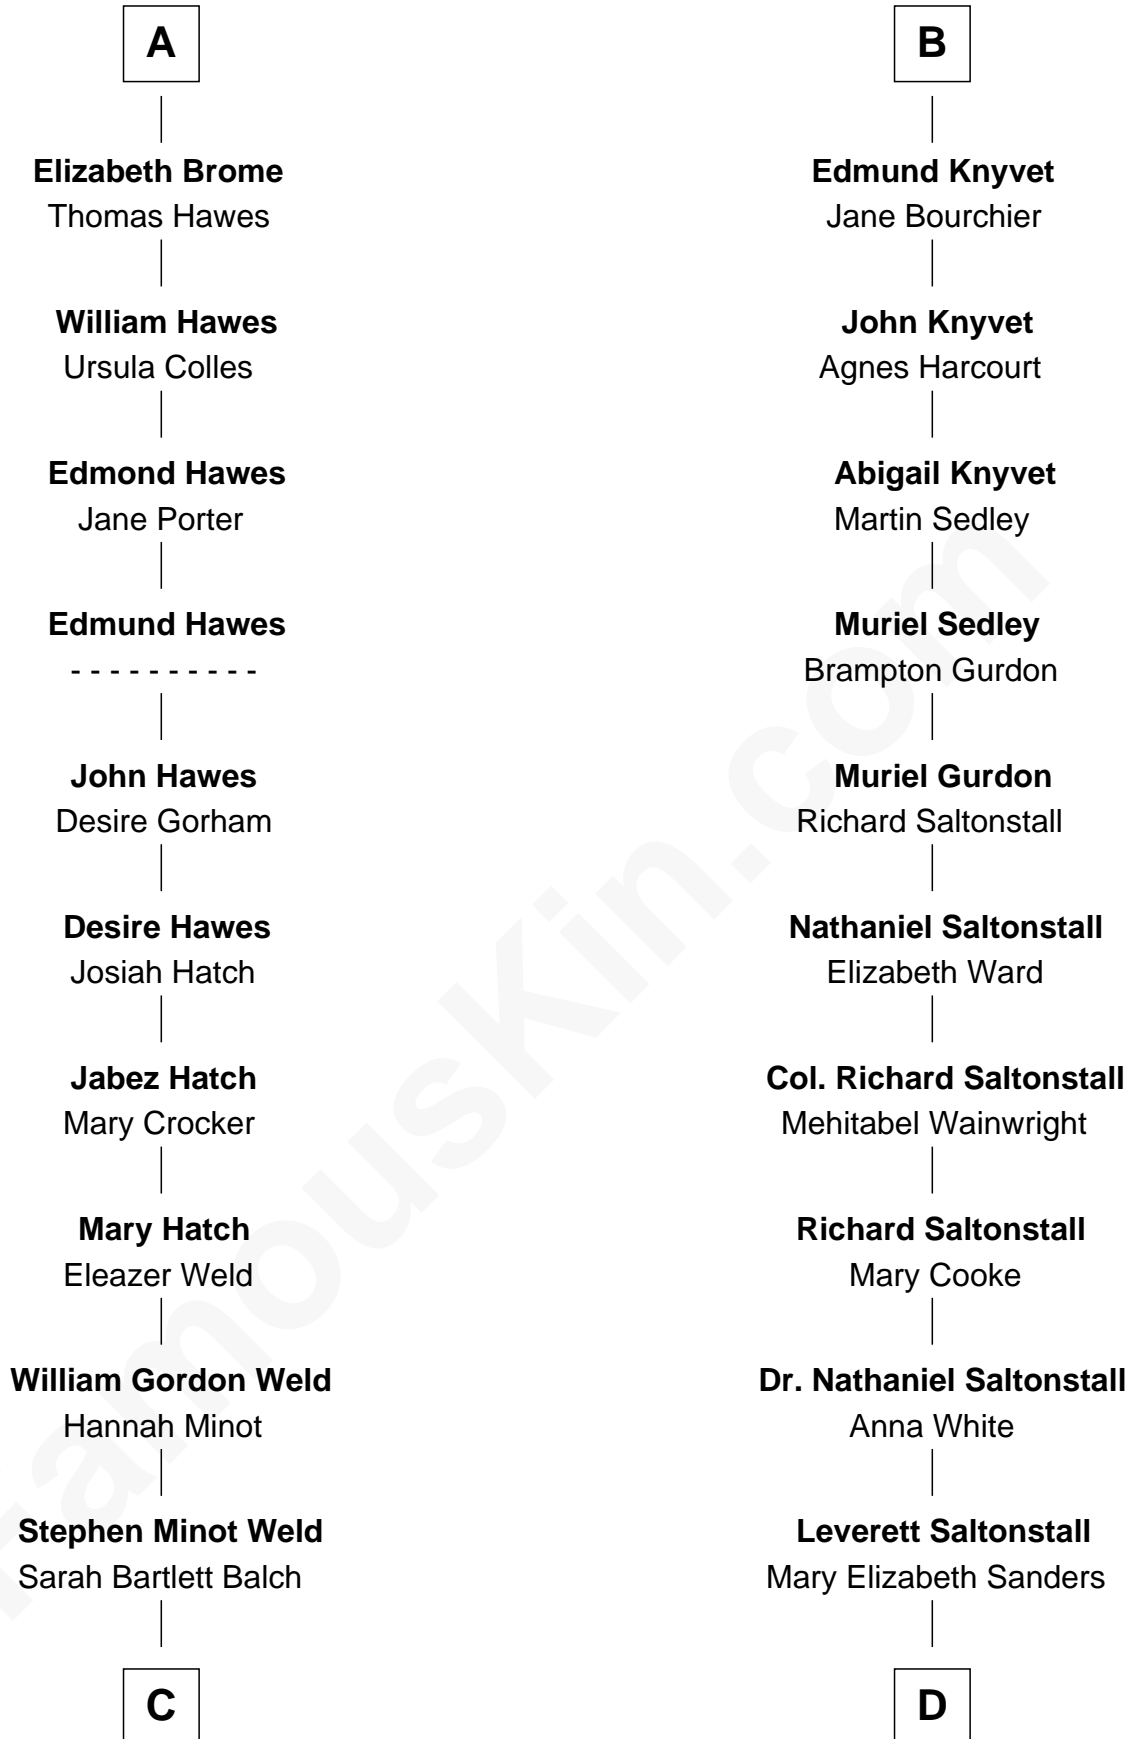 A
Elizabeth Brome
Thomas Hawes
William Hawes
Ursula Colles
Edmond Hawes
Jane Porter
Edmund Hawes
- - - - - - - - - -
John Hawes
Desire Gorham
Desire Hawes
Josiah Hatch
Jabez Hatch
Mary Crocker
Mary Hatch
Eleazer Weld
William Gordon Weld
Hannah Minot
Stephen Minot Weld
Sarah Bartlett Balch
C
B
Edmund Knyvet
Jane Bourchier
John Knyvet
Agnes Harcourt
Abigail Knyvet
Martin Sedley
Muriel Sedley
Brampton Gurdon
Muriel Gurdon
Richard Saltonstall
Nathaniel Saltonstall
Elizabeth Ward
Col. Richard Saltonstall
Mehitabel Wainwright
Richard Saltonstall
Mary Cooke
Dr. Nathaniel Saltonstall
Anna White
Leverett Saltonstall
Mary Elizabeth Sanders
D
FamousKin.com